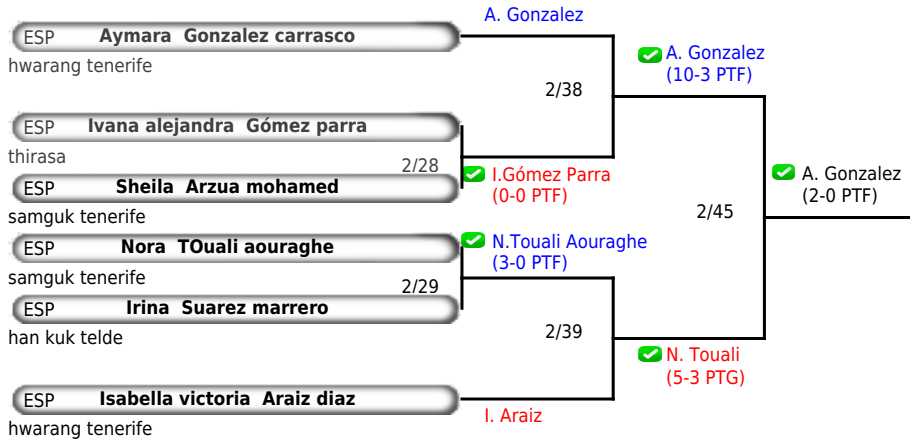 A. Gonzalez
ESP Aymara Gonzalez carrasco
hwarang tenerife
A. Gonzalez
(10-3 PTF)
2/38
ESP Ivana alejandra Gómez parra
thirasa
2/28
I.Gómez Parra
(0-0 PTF)
ESP Sheila Arzua mohamed
samguk tenerife
A. Gonzalez
(2-0 PTF)
2/45
ESP Nora TOuali aouraghe
samguk tenerife
N.Touali Aouraghe
(3-0 PTF)
2/29
ESP Irina Suarez marrero
han kuk telde
2/39
N. Touali
(5-3 PTG)
ESP Isabella victoria Araiz diaz
hwarang tenerife
I. Araiz